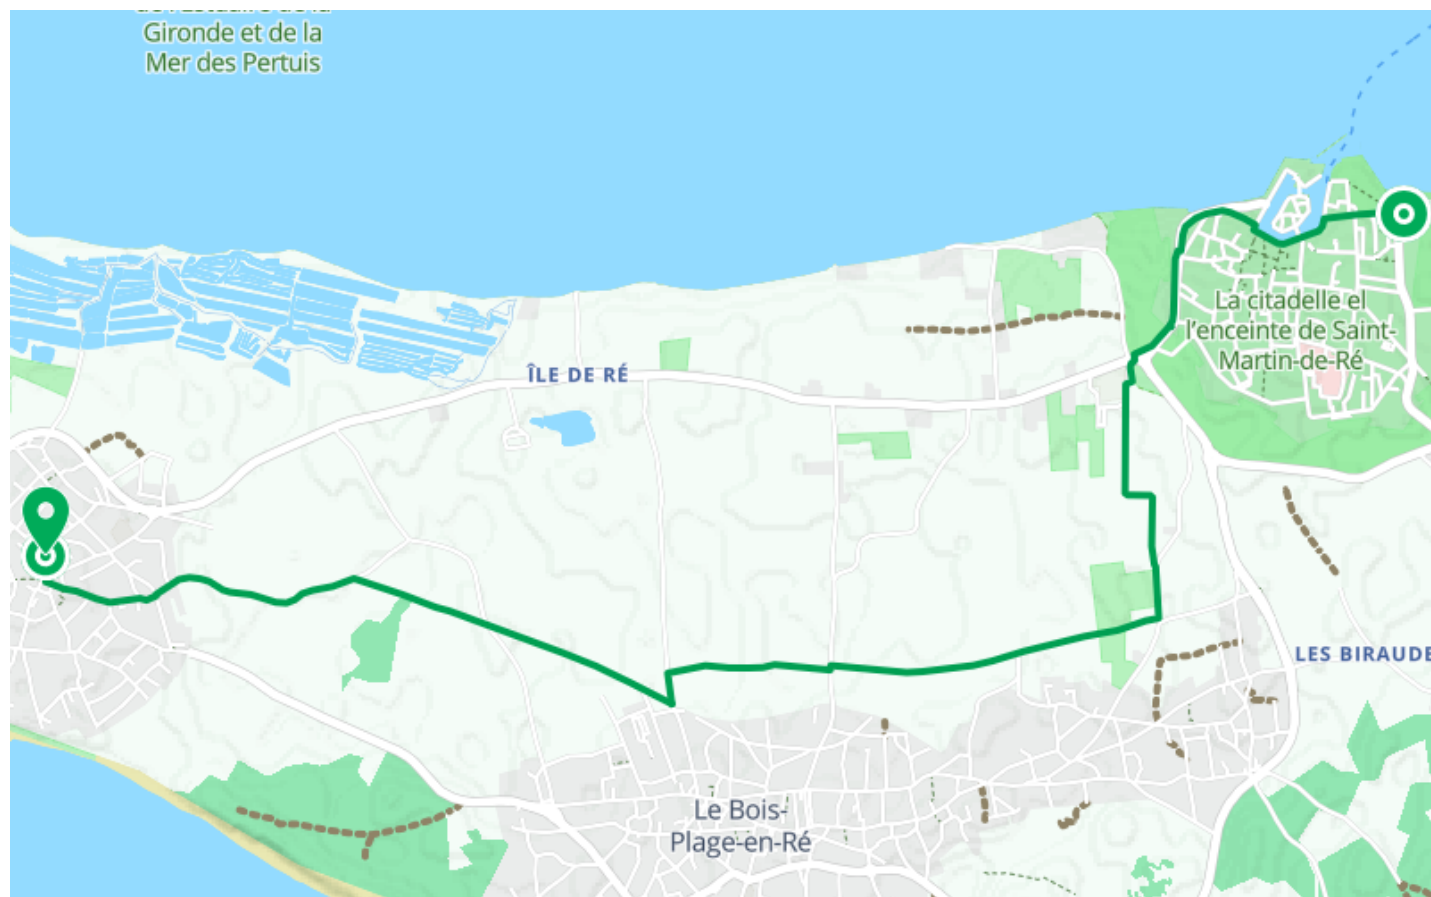 Gironde et de la
Mer des Pertuis
La citadelle et
l'enceinte de Saint-
Martin-de-Ré
ÎLE DE RÉ
LES BIRAUDE
Le Bois-
Plage-en-Ré